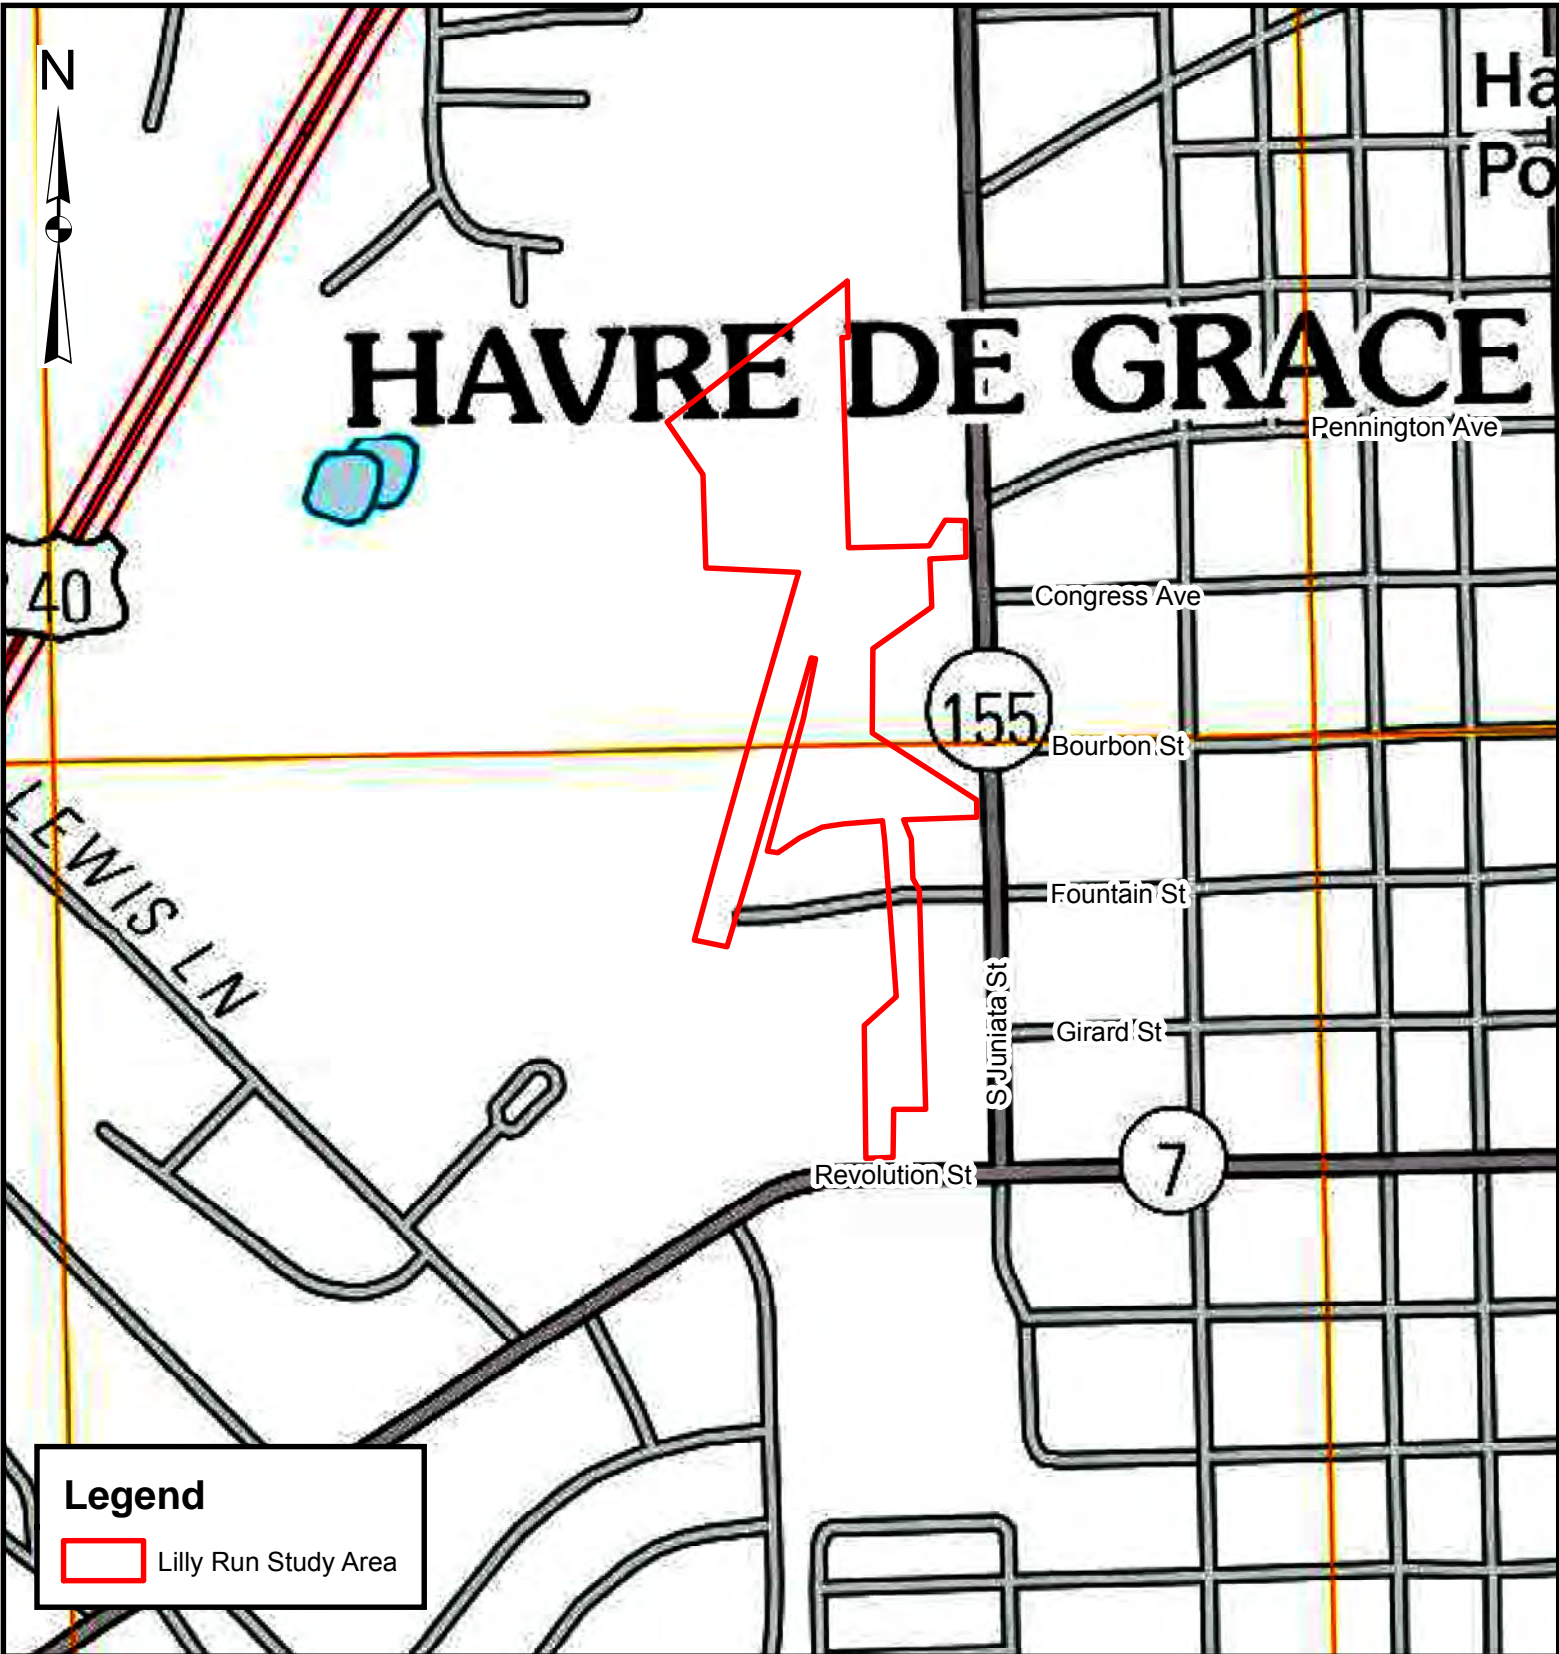 N
Ha
Po
HAVRE DE GRACE
Pennington Ave
40
Congress Ave
155
Bourbon St
LEWIS LN
Fountain St
S Juniata St
Girard St
7
Revolution St
Legend
Lilly Run Study Area